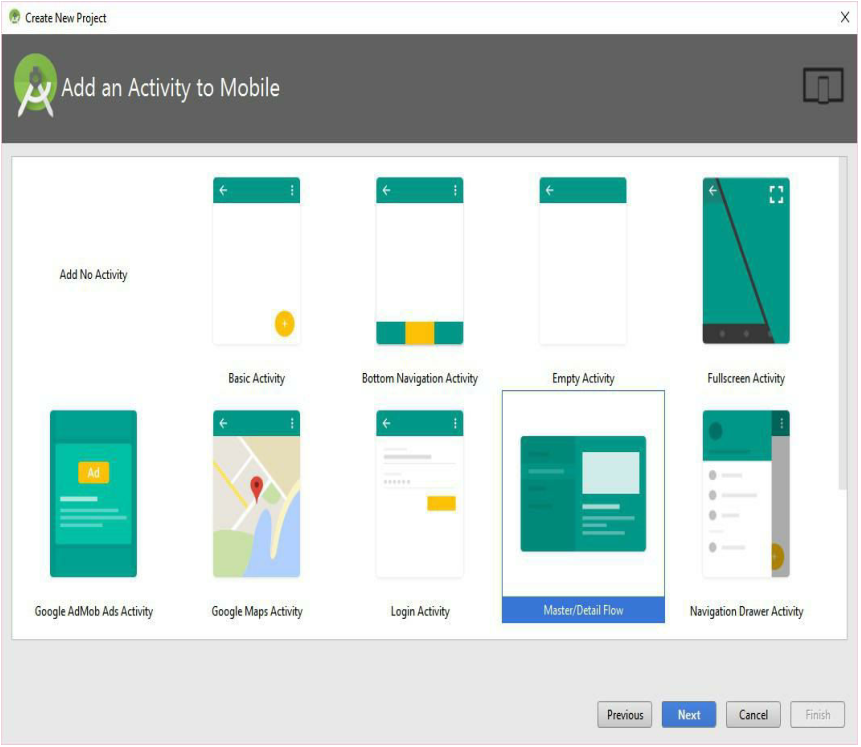 Create New Project
X
Add an Activity to Mobile
Add No Activity
Basic Activity
Bottom Navigation Activity
Empty Activity
Fullscreen Activity
Ad
Google AdMob Ads Activity
Google Maps Activity
Login Activity
Master/Detail Flow
Navigation Drawer Activity
Previous
Next
Cancel
Finish